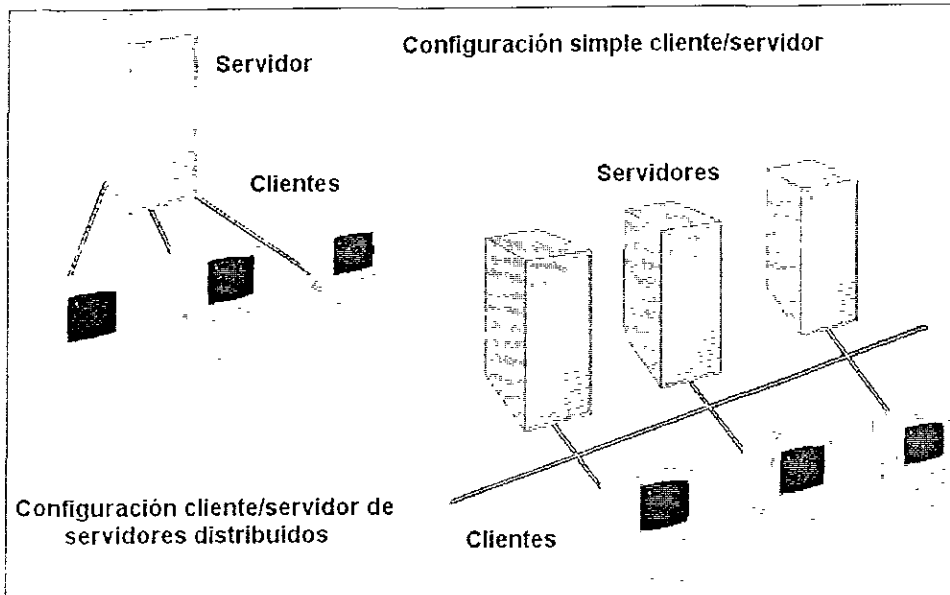 Configuración simple cliente/servidor
Servidor
Clientes
Servidores
Configuración cliente/servidor de
servidores distribuidos
Clientes